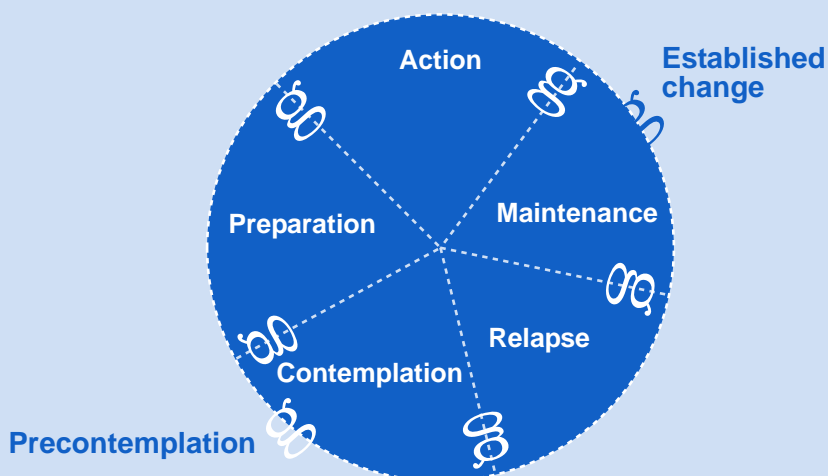 Action
Established
change
Preparation
Maintenance
Relapse
Contemplation
Precontemplation